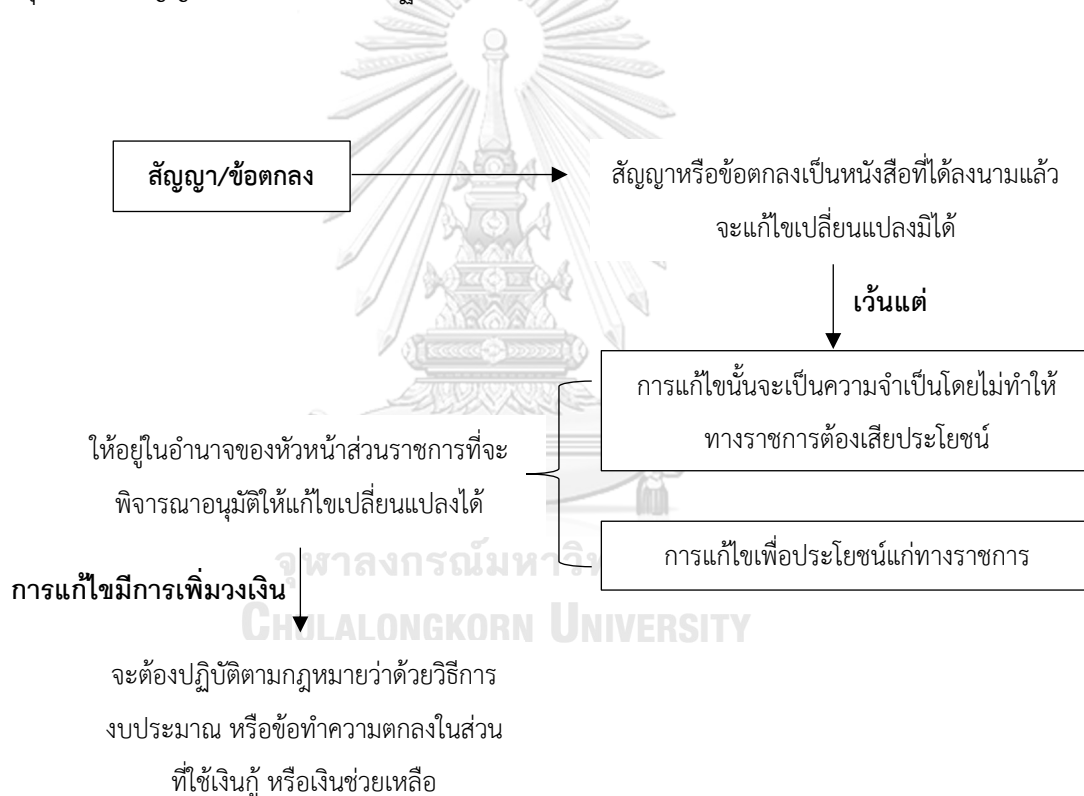 สัญญา/ข้อตกลง
สัญญาหรือข้อตกลงเป็นหนังสือที่ได้ลงนามแล้ว
จะแก้ไขเปลี่ยนแปลงมิได้
เว้นแต่
การแก้ไขนั้นจะเป็นความจำเป็นโดยไม่ทำให้
ทางราชการต้องเสียประโยชน์
การแก้ไขเพื่อประโยชน์แก่ทางราชการ
ให้อยู่ในอำนาจของหัวหน้าส่วนราชการที่จะ
พิจารณาอนุมัติให้แก้ไขเปลี่ยนแปลงได้
การแก้ไขมีการเพิ่มวงเงิน
จะต้องปฏิบัติตามกฎหมายว่าด้วยวิธีการ
งบประมาณ หรือข้อทำความตกลงในส่วน
ที่ใช้เงินกู้ หรือเงินช่วยเหลือ
จุฬาลงกรณ์มหาวิ
CHULALONGKORN UNIVERSITY